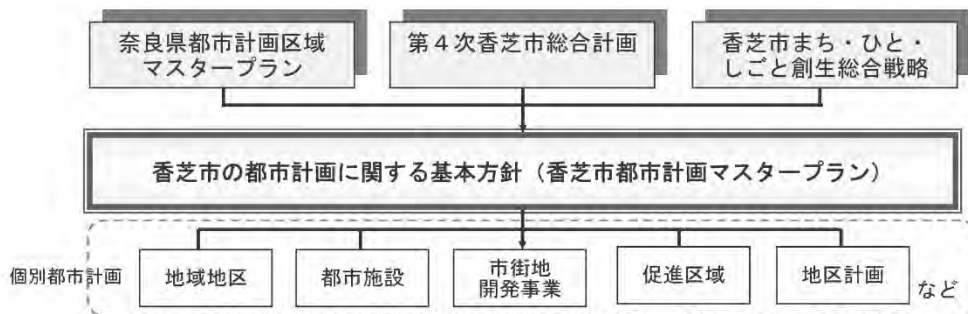 奈良県都市計画区域
マスタープラン
第４次香芝市総合計画
香芝市まち・ひと・
しごと創生総合戦略
香芝市の都市計画に関する基本方針（香芝市都市計画マスタープラン）
個別都市計画
地域地区
都市施設
市街地
開発事業
促進区域
地区計画
など